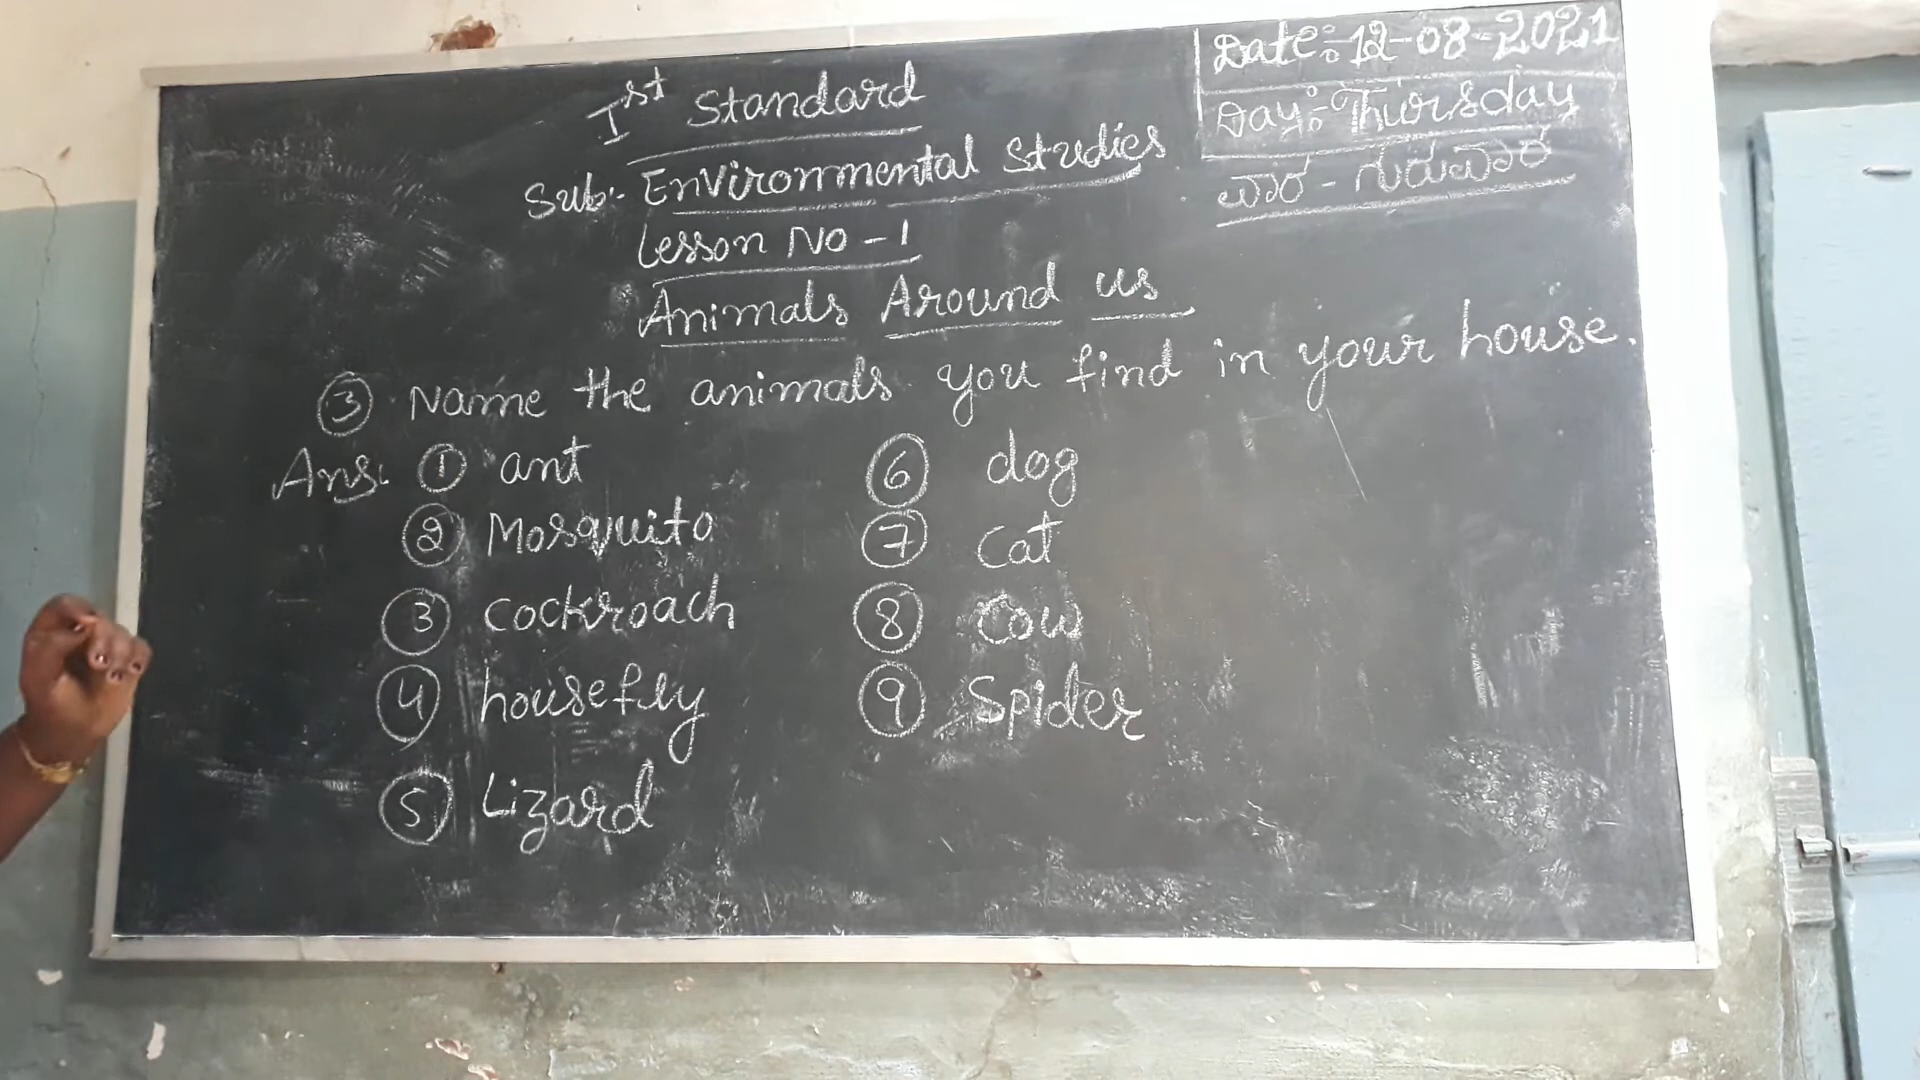 Date:- 12-08-2021
Day:- Thursday
ವಾರ - ಗುರುವಾರ
Ist Standard
Sub:- Environmental Studies
Lesson No - 1
Animals Around us
③ Name the animals you find in your house.
Ans: ① ant
② Mosquito
③ cockroach
④ housefly
⑤ Lizard
⑥ dog
⑦ cat
⑧ cow
⑨ Spider